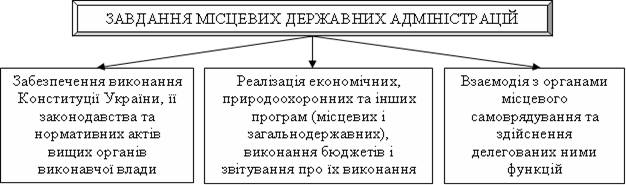 ЗАВДАННЯ МІСЦЕВИХ ДЕРЖАВНИХ АДМІНІСТРАЦІЙ
Забезпечення виконання
Конституції України, її
законодавства та
нормативних актів
вищих органів
виконавчої влади
Реалізація економічних,
природоохоронних та інших
програм (місцевих і
загальнодержавних),
виконання бюджетів і
звітування про їх виконання
Взаємодія з органами
місцевого
самоврядування та
здійснення
делегованих ними
функцій